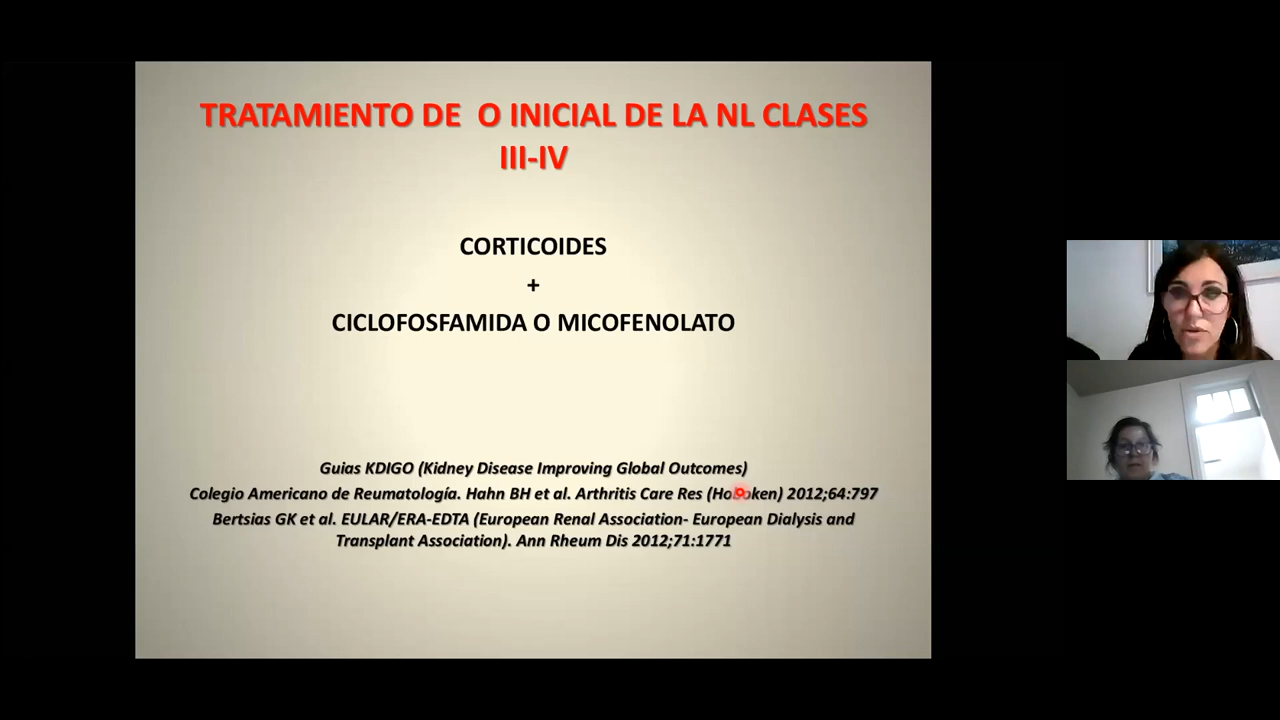 TRATAMIENTO DE O INICIAL DE LA NL CLASES
III-IV
CORTICOIDES
+
CICLOFOSFAMIDA O MICOFENOLATO
Guias KDIGO (Kidney Disease Improving Global Outcomes)
Colegio Americano de Reumatología. Hahn BH et al. Arthritis Care Res (Hoboken) 2012;64:797
Bertsias GK et al. EULAR/ERA-EDTA (European Renal Association- European Dialysis and
Transplant Association). Ann Rheum Dis 2012;71:1771